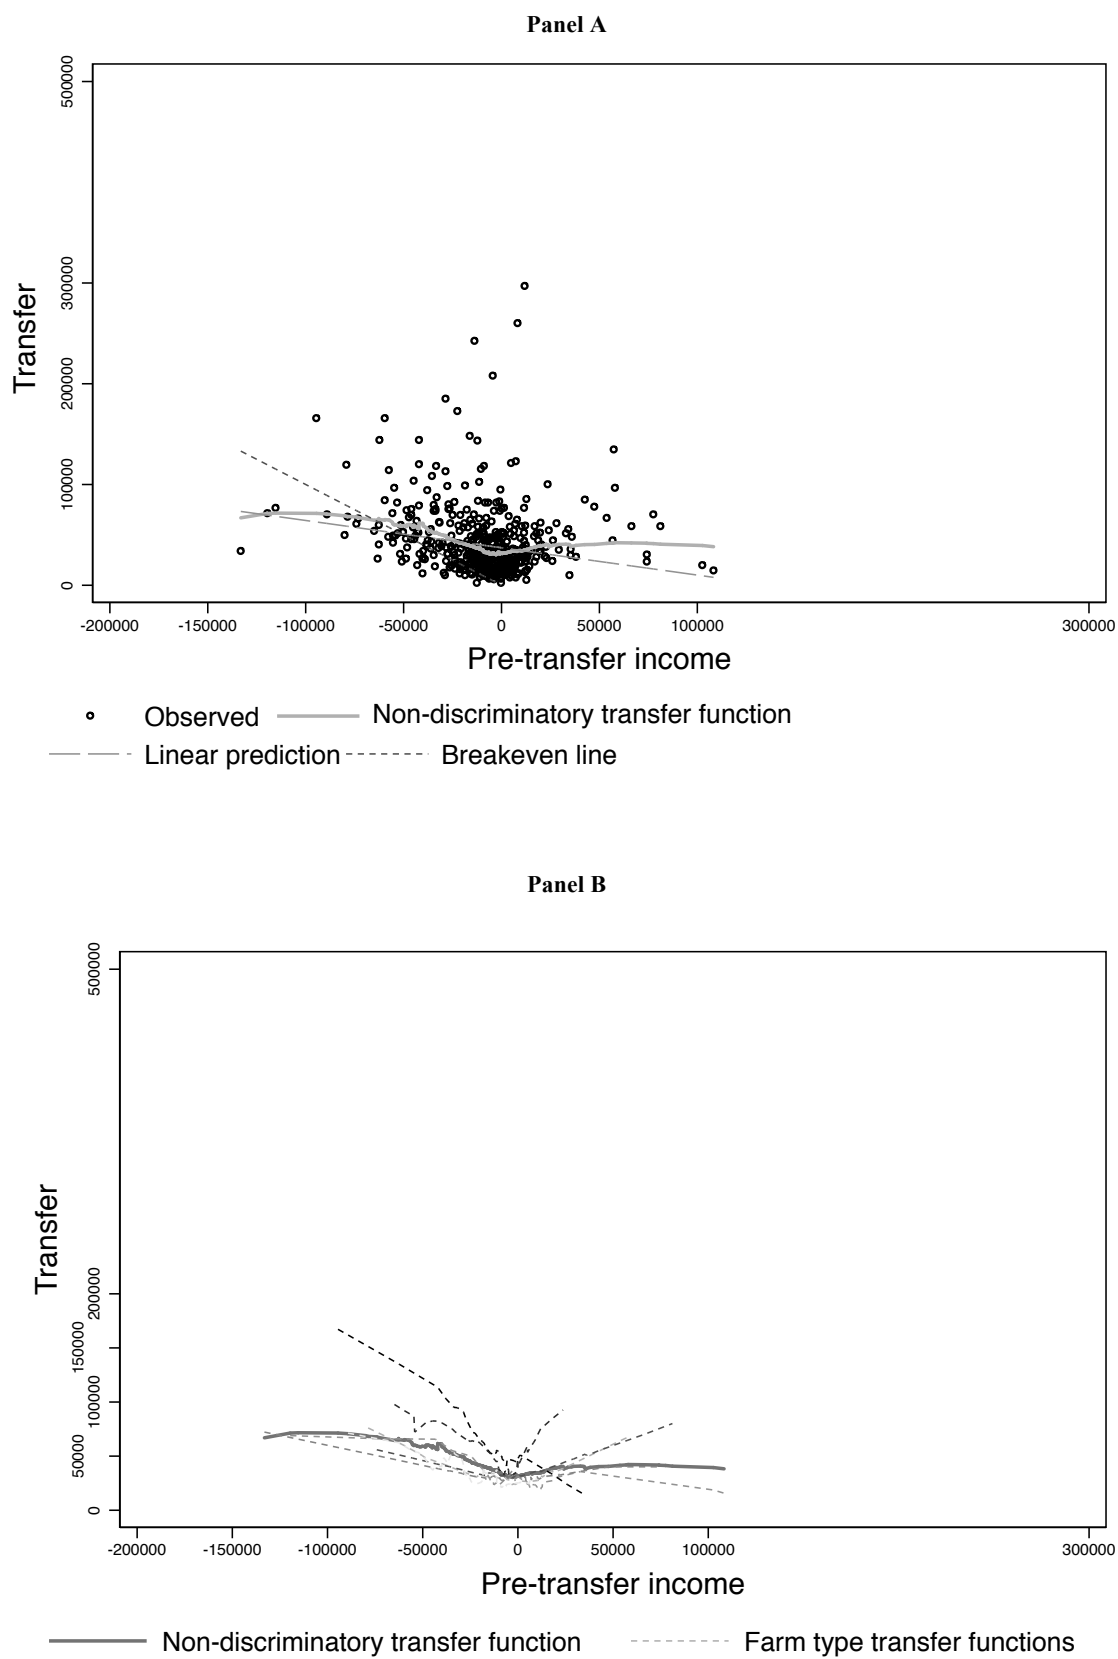 Panel A
500000
300000
200000
100000
0
Transfer
-200000 -150000 -100000 -50000 0 50000 100000 300000
Pre-transfer income
Observed Non-discriminatory transfer function
Linear prediction Breakeven line
Panel B
500000
200000
150000
100000
50000
0
Transfer
-200000 -150000 -100000 -50000 0 50000 100000 300000
Pre-transfer income
Non-discriminatory transfer function Farm type transfer functions